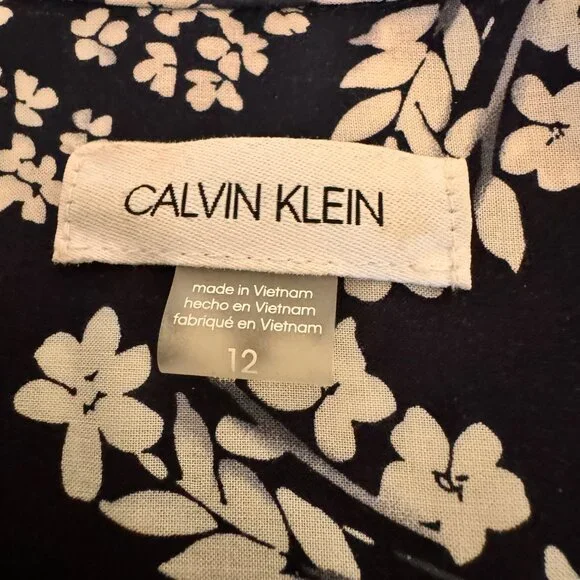 CALVIN KLEIN
made in Vietnam
hecho en Vietnam
fabriqué en Vietnam
12